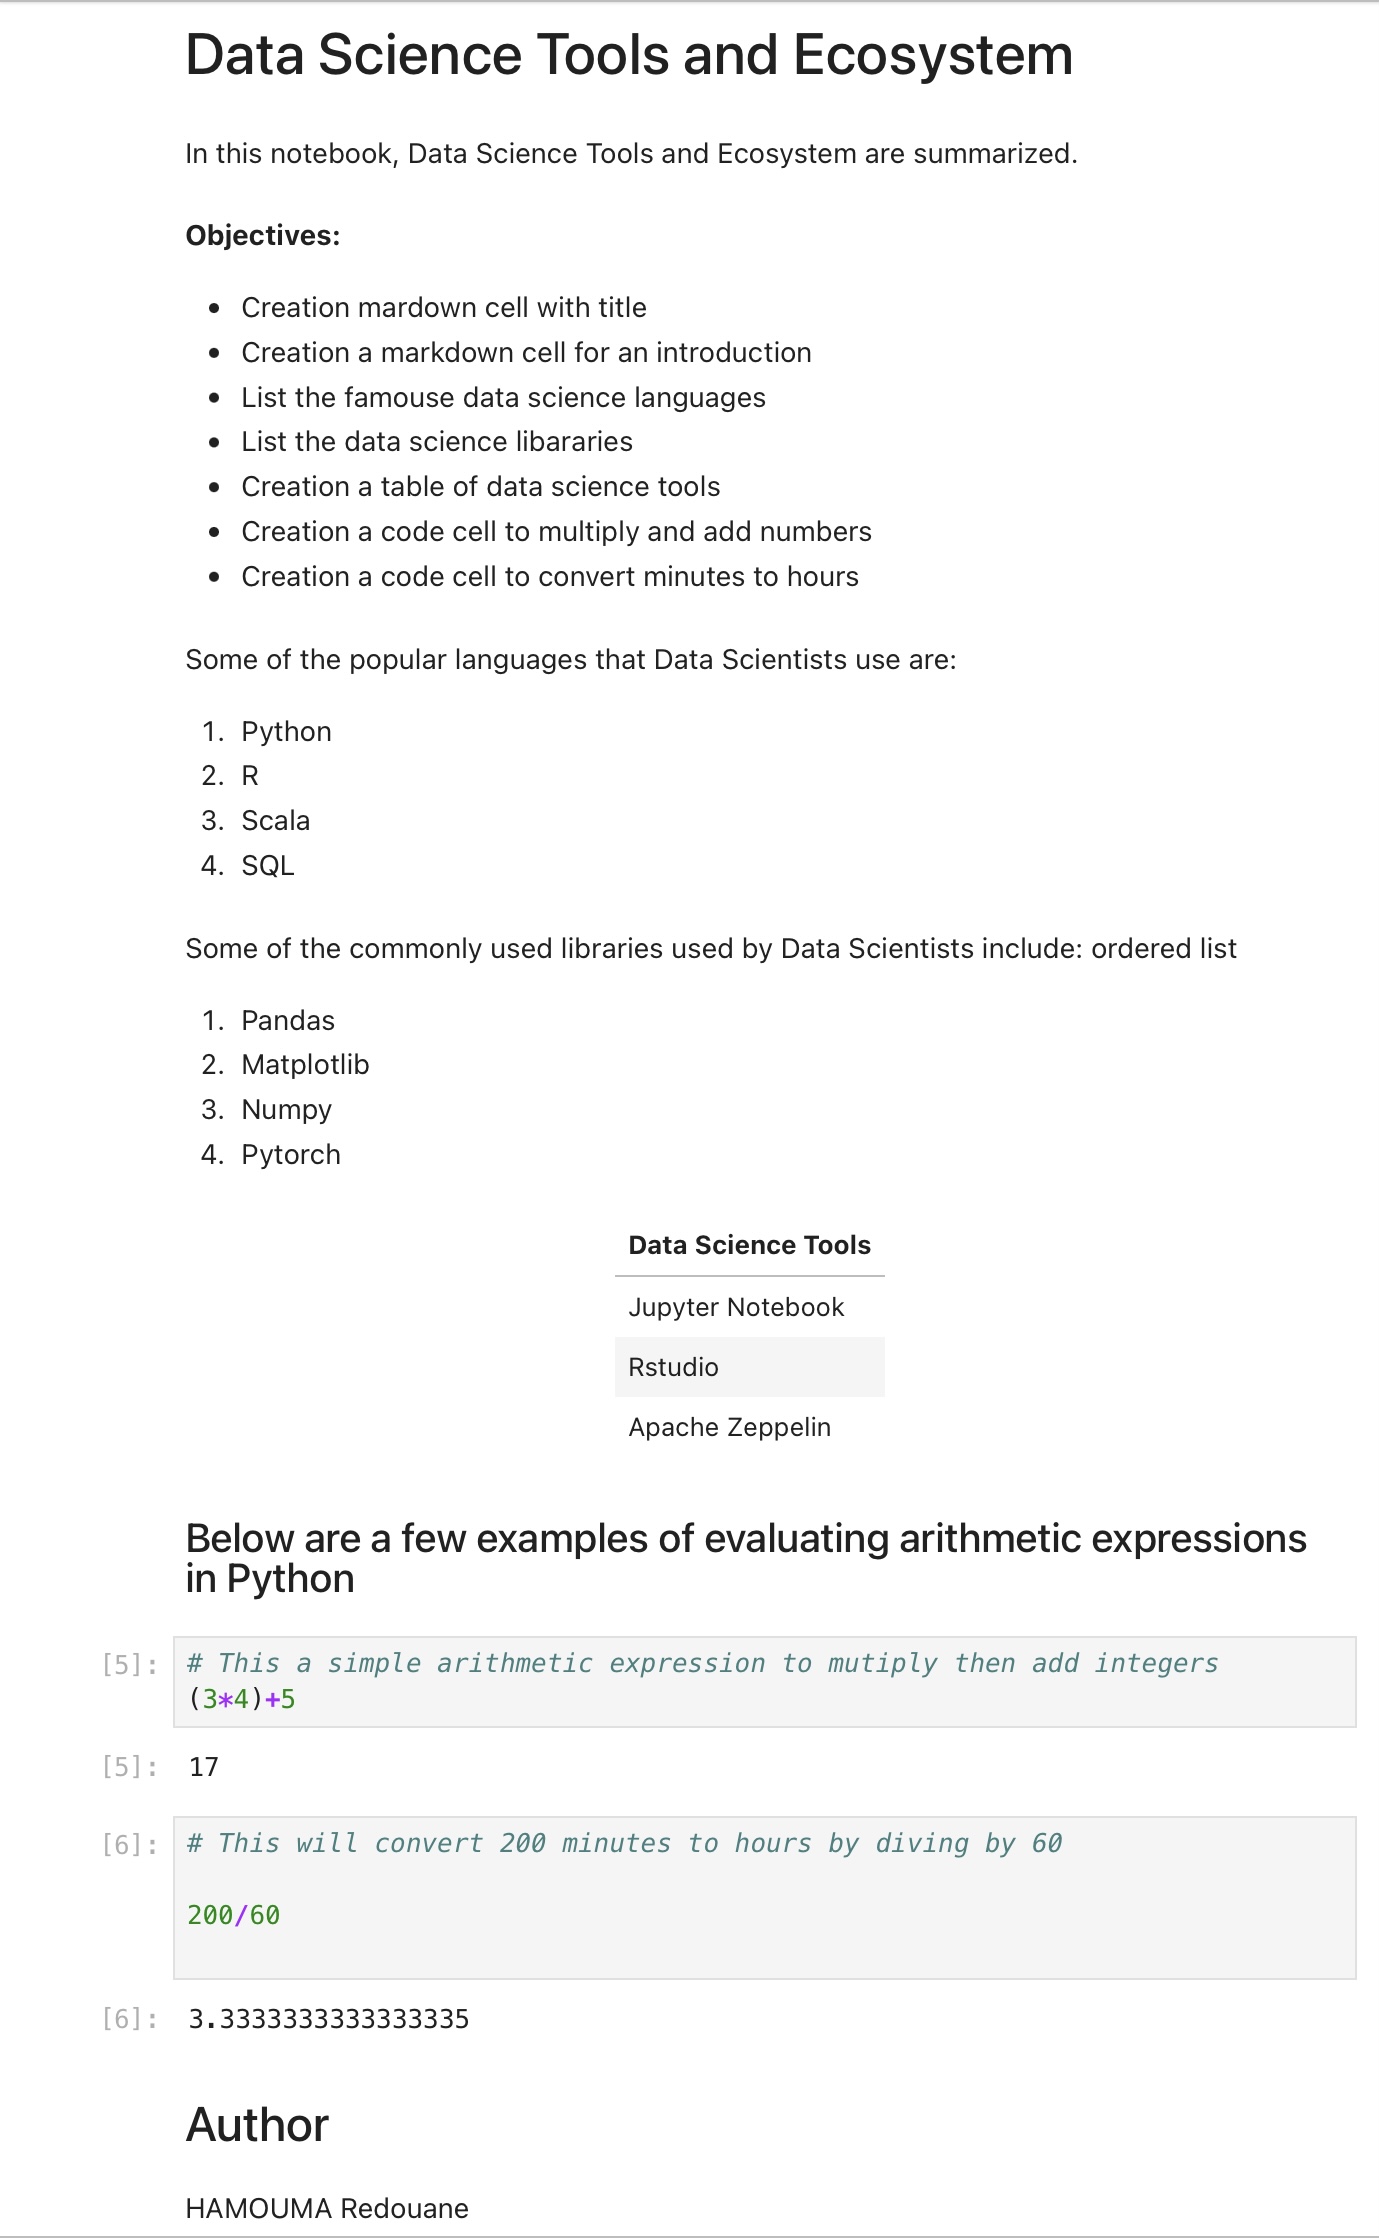 Data Science Tools and Ecosystem
In this notebook, Data Science Tools and Ecosystem are summarized.
Objectives:
• Creation mardown cell with title
• Creation a markdown cell for an introduction
• List the famouse data science languages
• List the data science libararies
• Creation a table of data science tools
• Creation a code cell to multiply and add numbers
• Creation a code cell to convert minutes to hours
Some of the popular languages that Data Scientists use are:
1. Python
2. R
3. Scala
4. SQL
Some of the commonly used libraries used by Data Scientists include: ordered list
1. Pandas
2. Matplotlib
3. Numpy
4. Pytorch
Data Science Tools
Jupyter Notebook
Rstudio
Apache Zeppelin
Below are a few examples of evaluating arithmetic expressions
in Python
[5]: # This a simple arithmetic expression to mutiply then add integers
(3*4)+5
[5]: 17
[6]: # This will convert 200 minutes to hours by diving by 60
200/60
[6]: 3.3333333333333335
Author
HAMOUMA Redouane